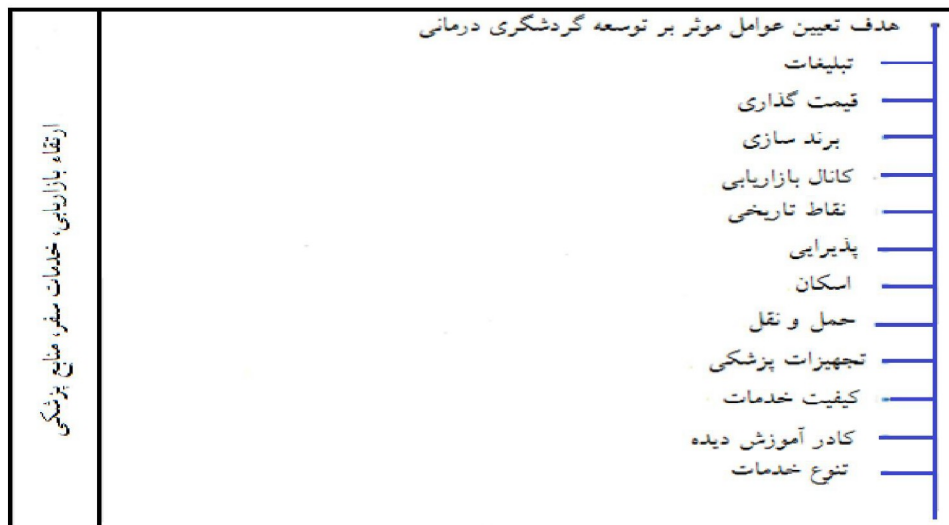 هدف تعیین عوامل موثر بر توسعه گردشگری درمانی
تبلیغات
قیمت گذاری
برند سازی
کانال بازاریابی
نقاط تاریخی
پذیرایی
اسکان
حمل و نقل
تجهیزات پزشکی
کیفیت خدمات
کادر آموزش دیده
تنوع خدمات
ارتقاء بازاریابی، خدمات سفر، منابع پزشکی